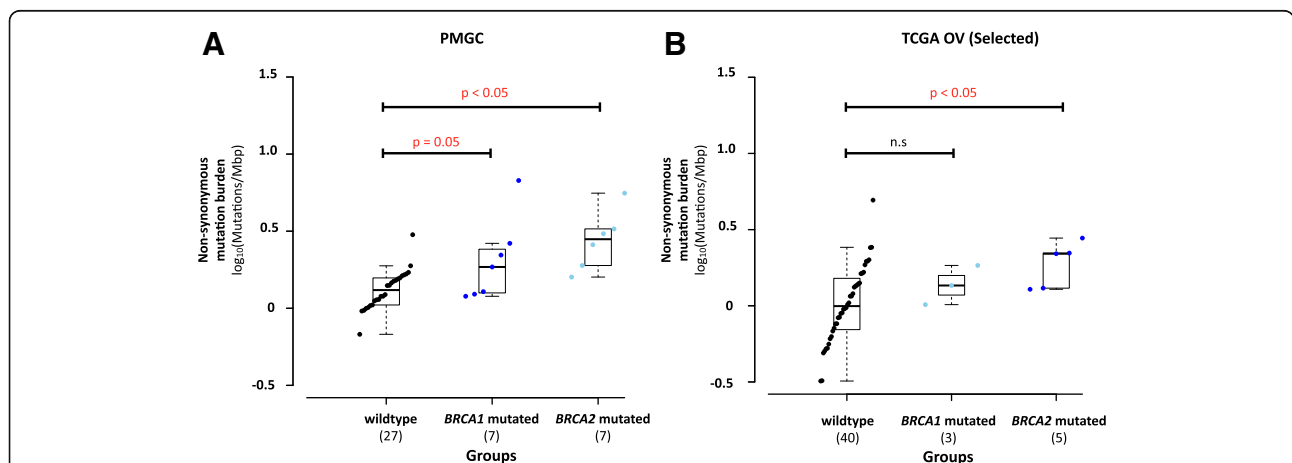 A
PMGC
1.5
1.0
0.5
0
-0.5
Non-synonymous
mutation burden
log10(Mutations/Mbp)
p < 0.05
p = 0.05
wildtype
(27)
BRCA1 mutated
(7)
BRCA2 mutated
(7)
Groups
B
TCGA OV (Selected)
1.5
1.0
0.5
0
-0.5
Non-synonymous
mutation burden
log10(Mutations/Mbp)
p < 0.05
n.s
wildtype
(40)
BRCA1 mutated
(3)
BRCA2 mutated
(5)
Groups